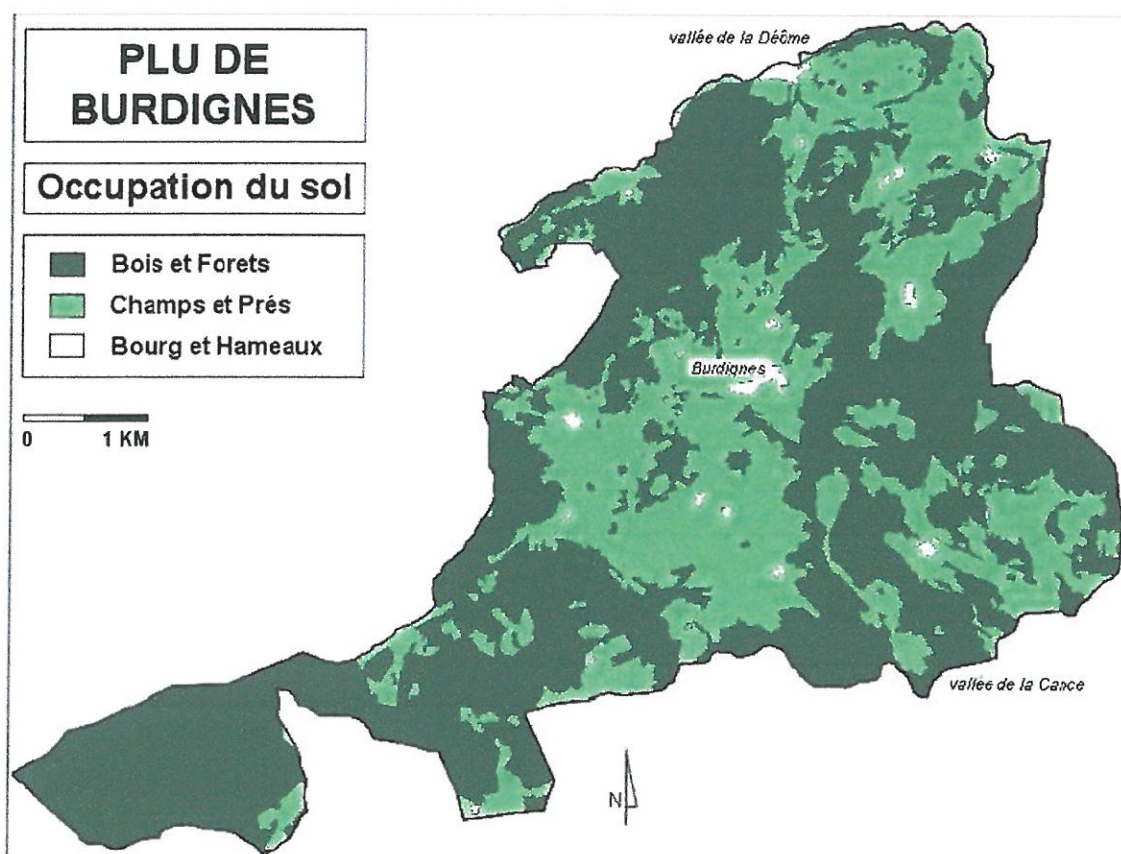 PLU DE
BURDIGNES
Occupation du sol
Bois et Forets
Champs et Prés
Bourg et Hameaux
0 1 KM
vallée de la Déôme
Burdignes
vallée de la Cance
N